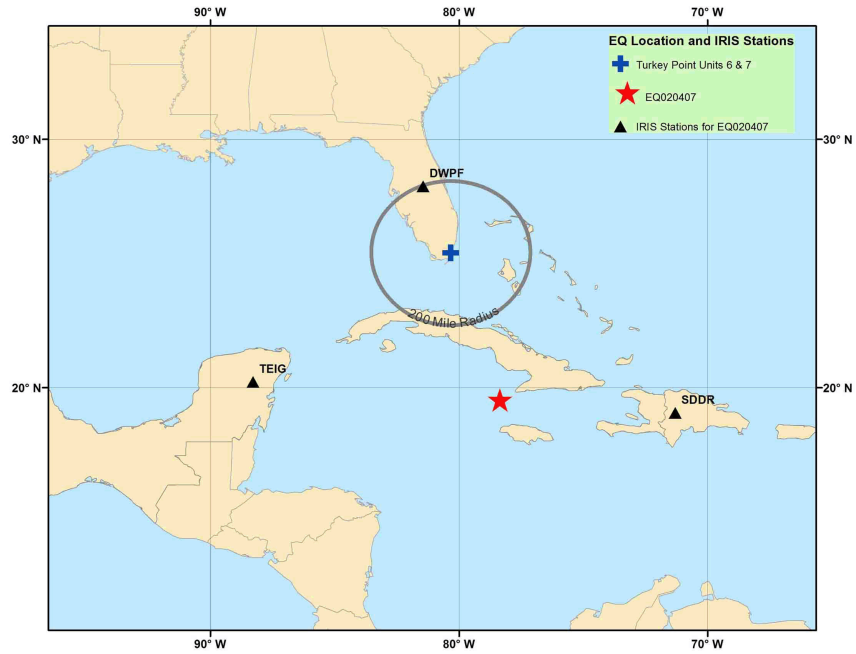 90° W
80° W
70° W
EQ Location and IRIS Stations
Turkey Point Units 6 & 7
EQ020407
IRIS Stations for EQ020407
30° N
30° N
DWPF
200 Mile Radius
TEIG
20° N
20° N
SDDR
90° W
80° W
70° W